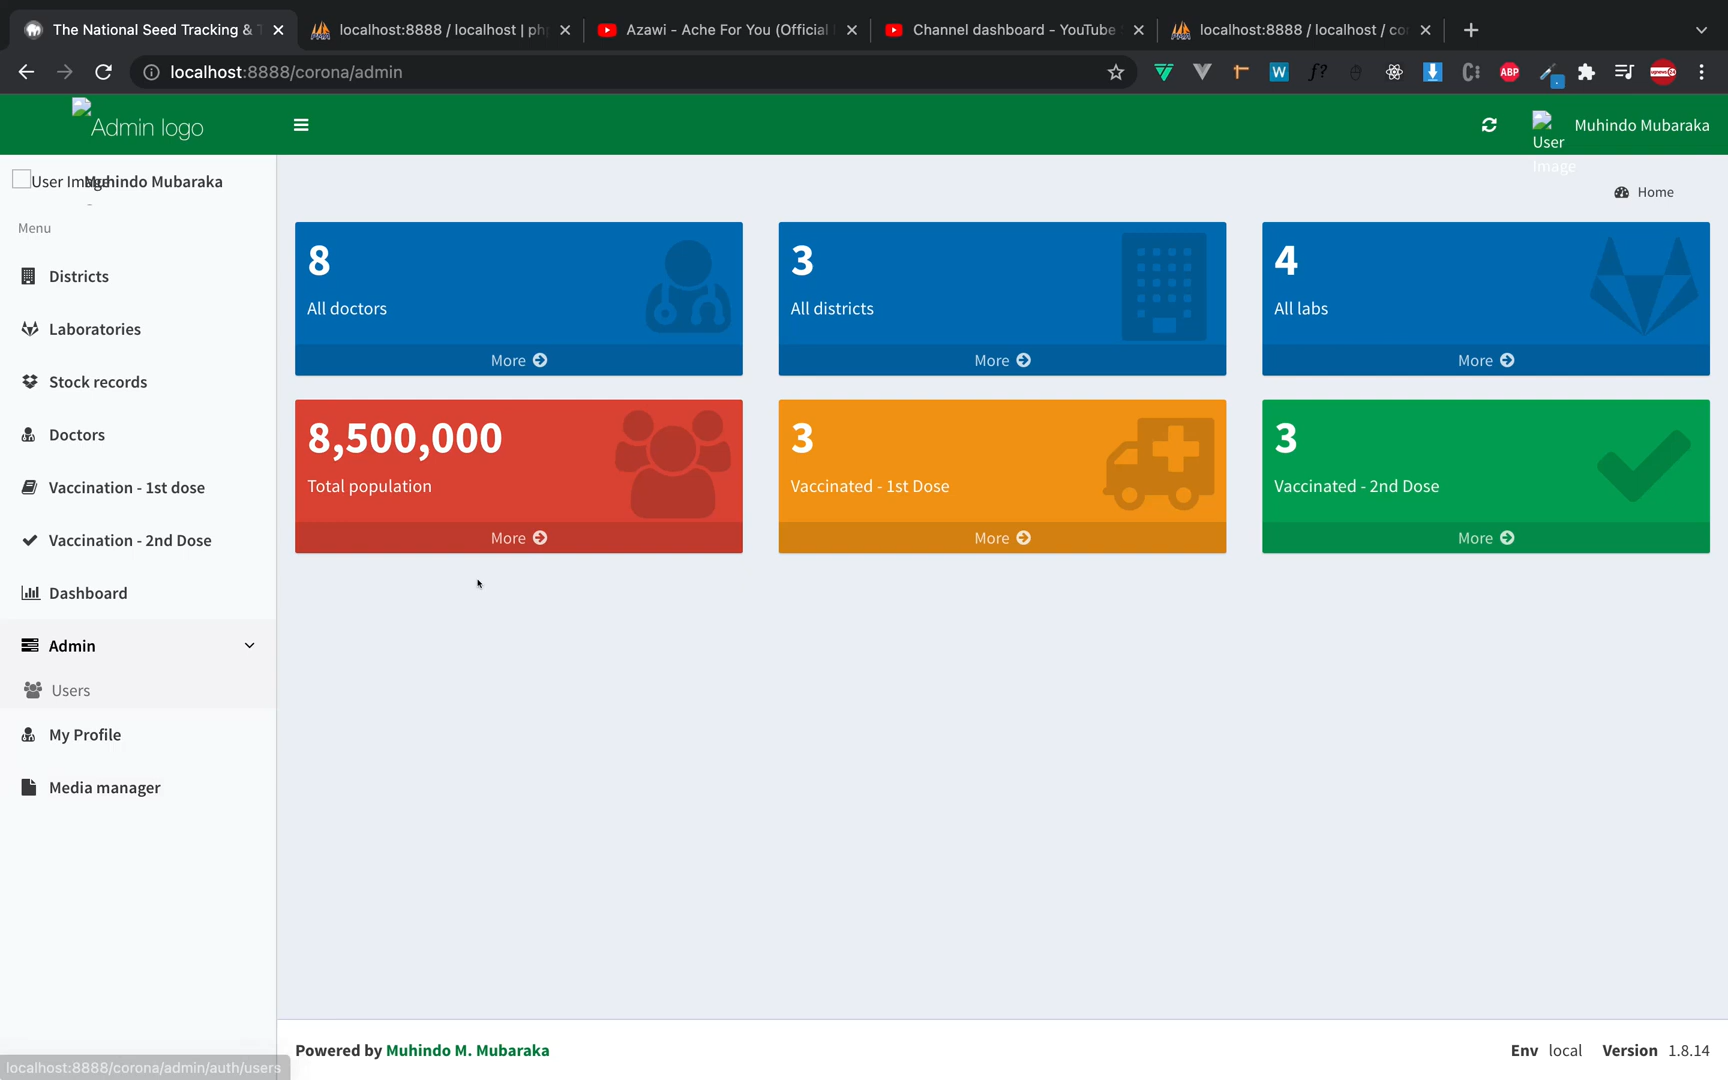 The National Seed Tracking &
localhost:8888 / localhost | ph
Azawi - Ache For You (Official
Channel dashboard - YouTube
localhost:8888 / localhost / co
localhost:8888/corona/admin
Admin logo
Muhindo Mubaraka
User Image
User Image
Muhindo Mubaraka
Home
Menu
Districts
Laboratories
Stock records
Doctors
Vaccination - 1st dose
Vaccination - 2nd Dose
Dashboard
Admin
Users
My Profile
Media manager
8
All doctors
More
3
All districts
More
4
All labs
More
8,500,000
Total population
More
3
Vaccinated - 1st Dose
More
3
Vaccinated - 2nd Dose
More
Powered by Muhindo M. Mubaraka
Env local Version 1.8.14
localhost:8888/corona/admin/auth/users